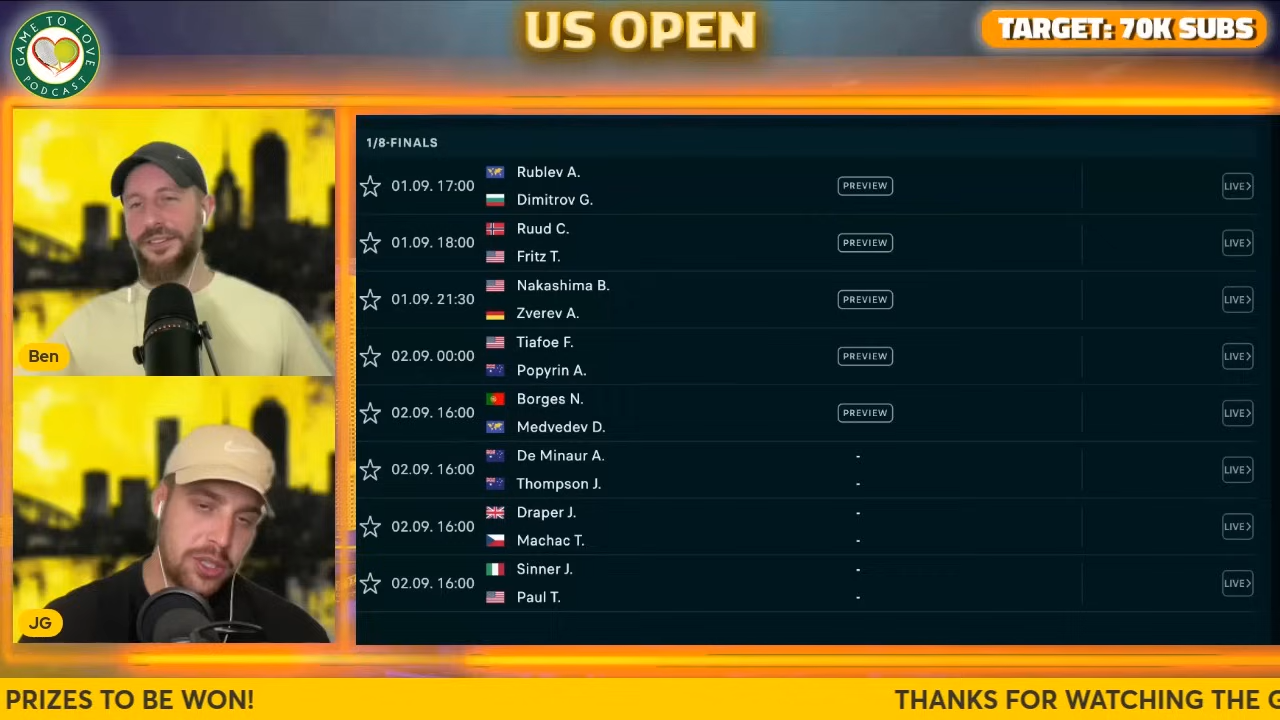 GAME TO LOVE
PODCAST
US OPEN
TARGET: 70K SUBS
Ben
JG
1/8-FINALS
01.09. 17:00
Rublev A.
Dimitrov G.
PREVIEW
LIVE>
01.09. 18:00
Ruud C.
Fritz T.
PREVIEW
LIVE>
01.09. 21:30
Nakashima B.
Zverev A.
PREVIEW
LIVE>
02.09. 00:00
Tiafoe F.
Popyrin A.
PREVIEW
LIVE>
02.09. 16:00
Borges N.
Medvedev D.
PREVIEW
LIVE>
02.09. 16:00
De Minaur A.
-
Thompson J.
-
LIVE>
02.09. 16:00
Draper J.
-
Machac T.
-
LIVE>
02.09. 16:00
Sinner J.
-
Paul T.
-
LIVE>
PRIZES TO BE WON!
THANKS FOR WATCHING THE G